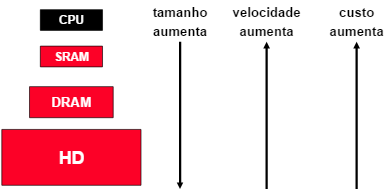 CPU
SRAM
DRAM
HD
tamanho
aumenta
velocidade
aumenta
custo
aumenta